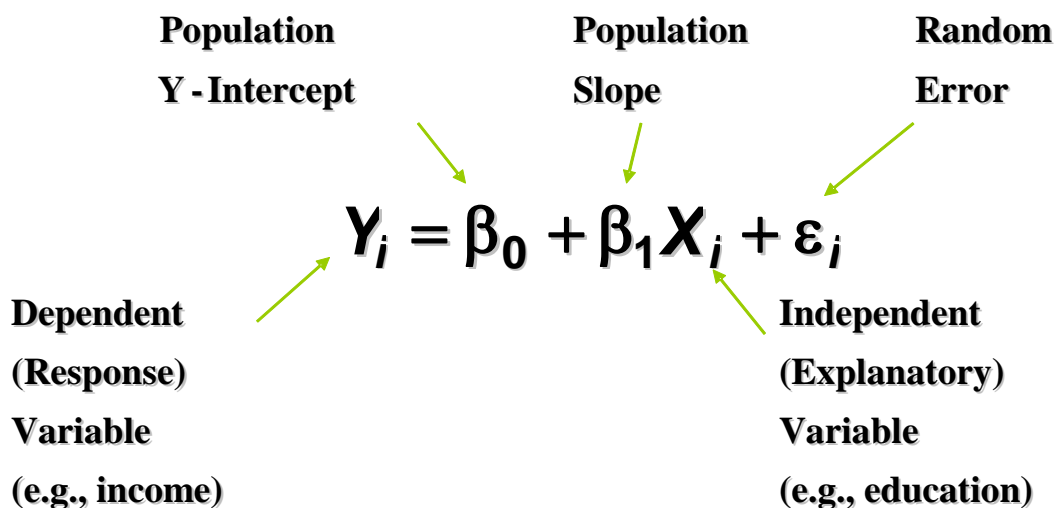 Population
Y - Intercept
Population
Slope
Random
Error
Yᵢ = β₀ + β₁Xᵢ + εᵢ
Dependent
(Response)
Variable
(e.g., income)
Independent
(Explanatory)
Variable
(e.g., education)